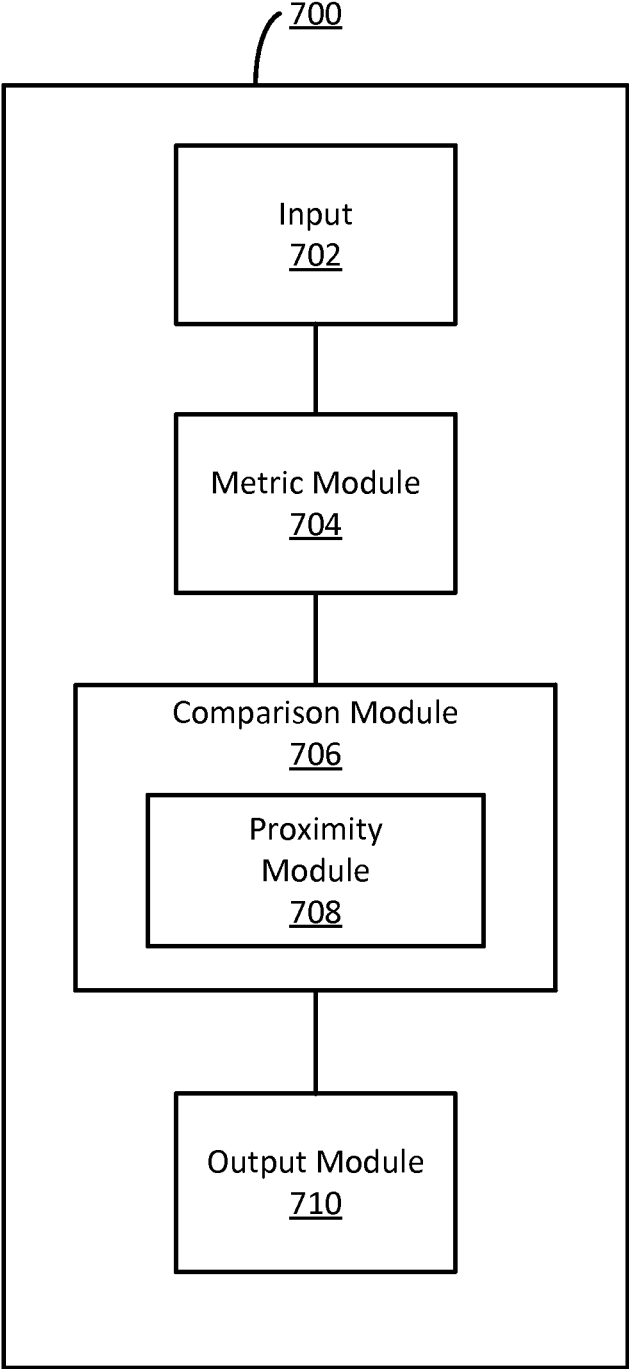 700
Input
702
Metric Module
704
Comparison Module
706
Proximity
Module
708
Output Module
710